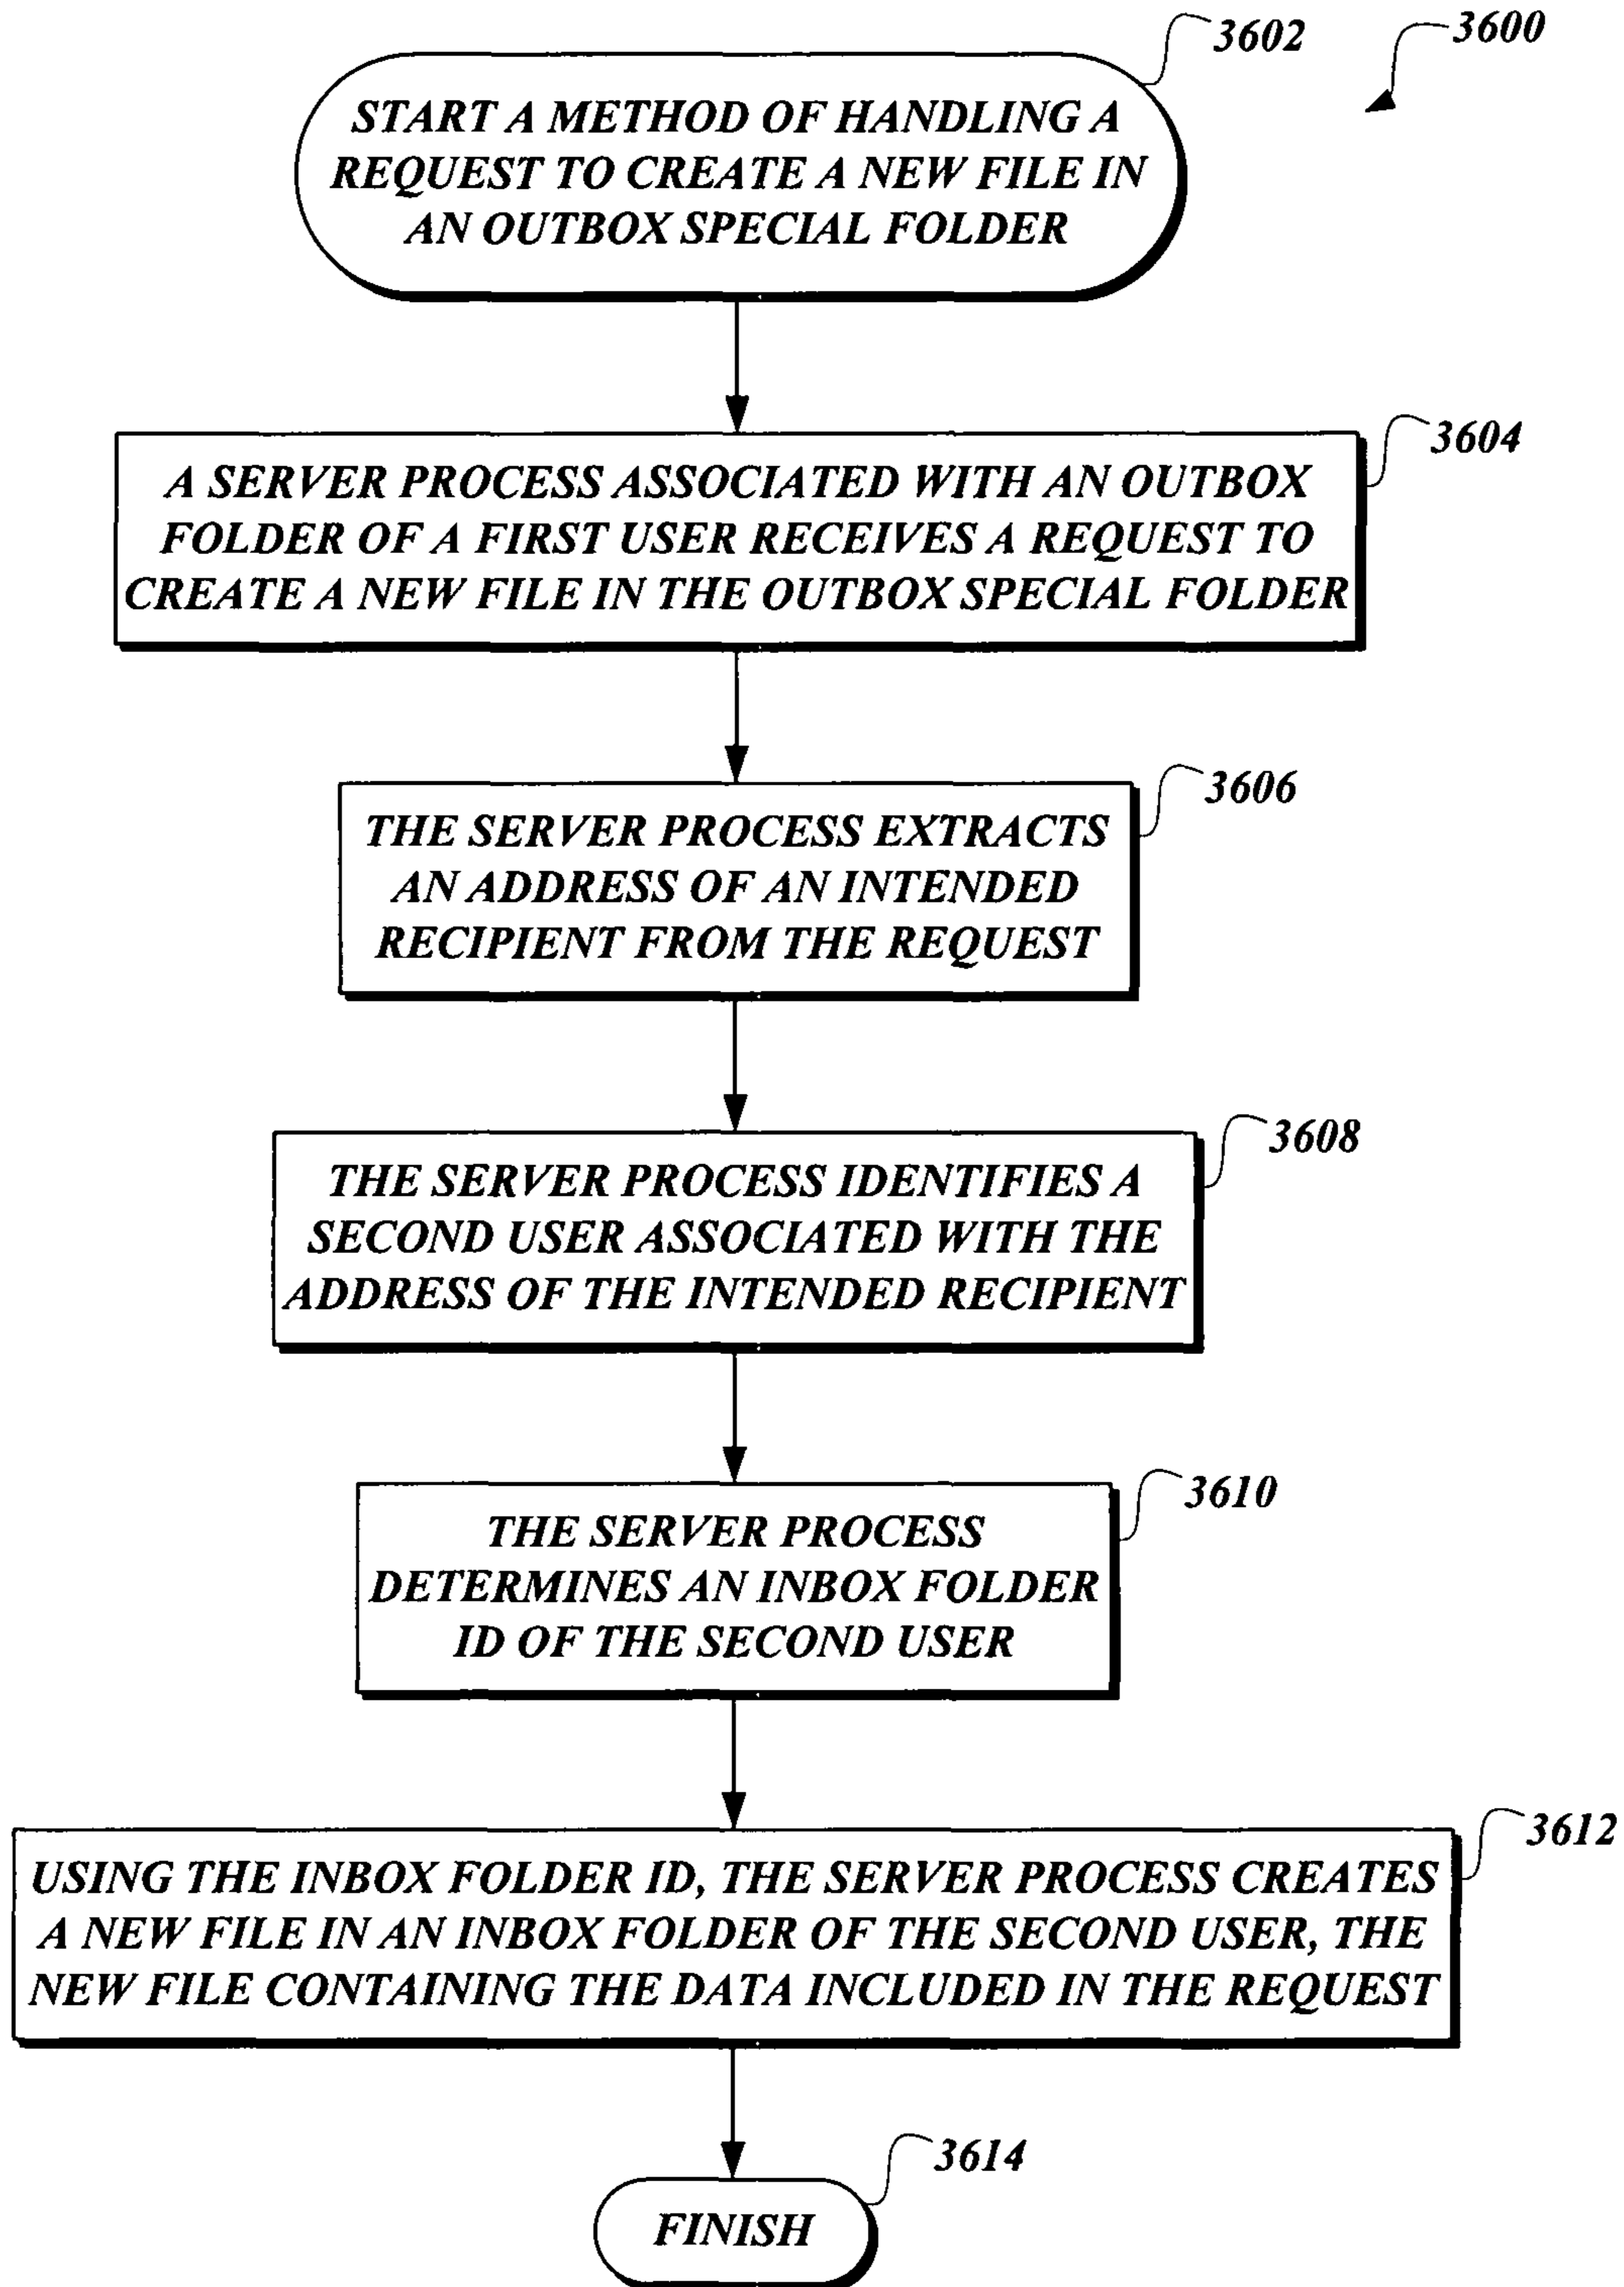 3602
3600
START A METHOD OF HANDLING A
REQUEST TO CREATE A NEW FILE IN
AN OUTBOX SPECIAL FOLDER
3604
A SERVER PROCESS ASSOCIATED WITH AN OUTBOX
FOLDER OF A FIRST USER RECEIVES A REQUEST TO
CREATE A NEW FILE IN THE OUTBOX SPECIAL FOLDER
3606
THE SERVER PROCESS EXTRACTS
AN ADDRESS OF AN INTENDED
RECIPIENT FROM THE REQUEST
3608
THE SERVER PROCESS IDENTIFIES A
SECOND USER ASSOCIATED WITH THE
ADDRESS OF THE INTENDED RECIPIENT
3610
THE SERVER PROCESS
DETERMINES AN INBOX FOLDER
ID OF THE SECOND USER
3612
USING THE INBOX FOLDER ID, THE SERVER PROCESS CREATES
A NEW FILE IN AN INBOX FOLDER OF THE SECOND USER, THE
NEW FILE CONTAINING THE DATA INCLUDED IN THE REQUEST
3614
FINISH